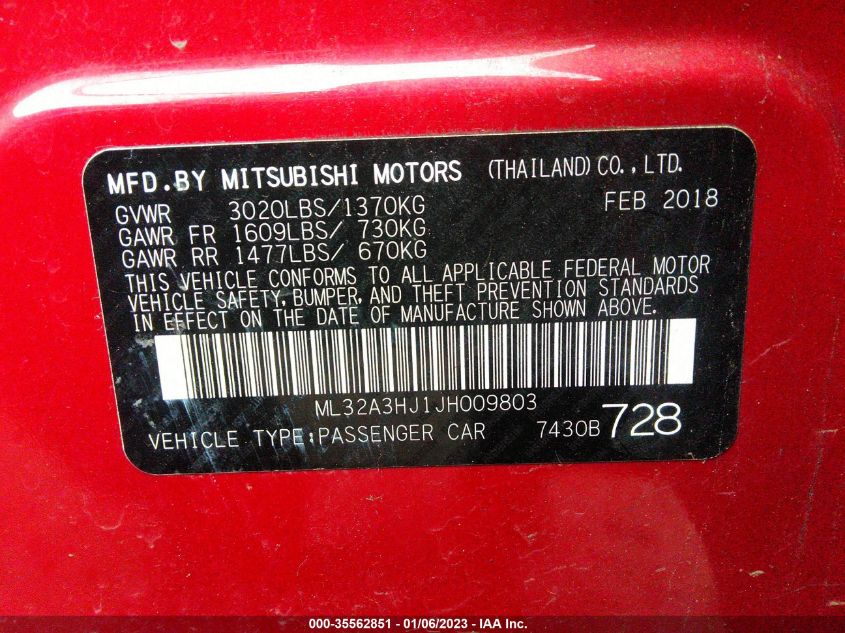 MFD.BY MITSUBISHI MOTORS (THAILAND) CO., LTD.
GVWR 3020LBS/1370KG FEB 2018
GAWR FR 1609LBS/ 730KG
GAWR RR 1477LBS/ 670KG
THIS VEHICLE CONFORMS TO ALL APPLICABLE FEDERAL MOTOR
VEHICLE SAFETY, BUMPER, AND THEFT PREVENTION STANDARDS
IN EFFECT ON THE DATE OF MANUFACTURE SHOWN ABOVE.
ML32A3HJ1JH009803
VEHICLE TYPE:PASSENGER CAR 7430B 728
000-35562851 - 01/06/2023 - IAA Inc.